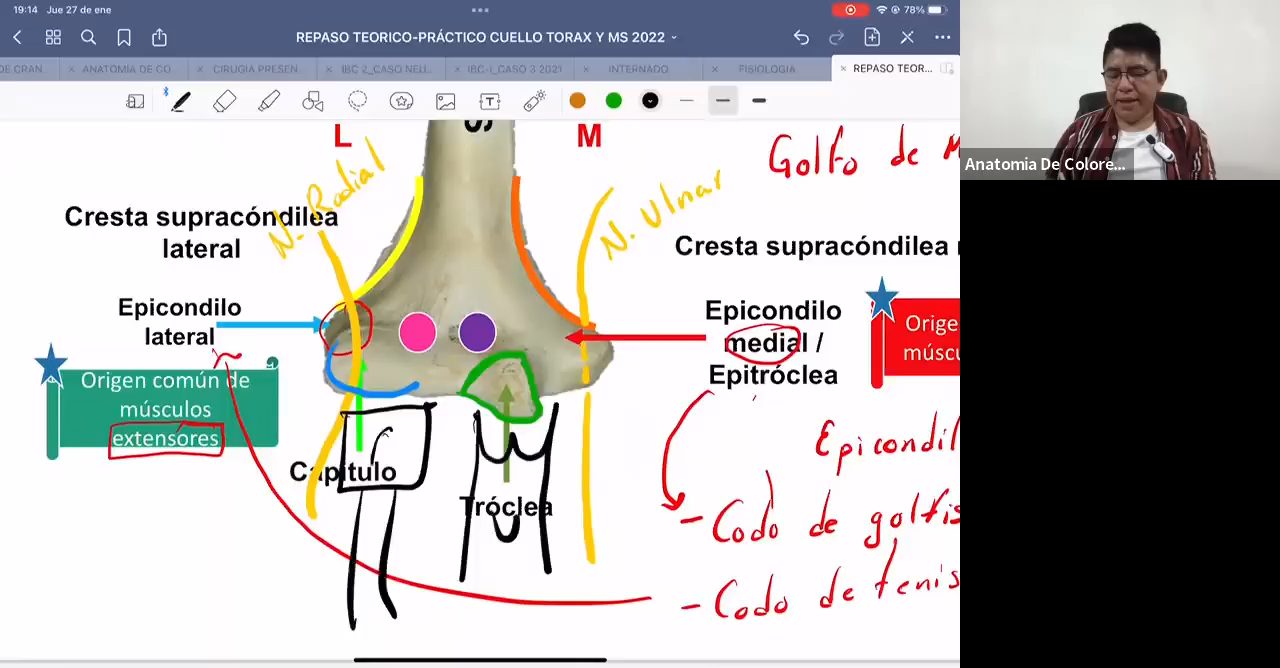 19:14 Jue 27 de ene
78%
REPASO TEORICO-PRÁCTICO CUELLO TORAX Y MS 2022
DE CRAN
ANATOMIA DE CO
CIRUGIA PRESEN
IBC 2_CASO NEU
IBC-I_CASO 3 2021
INTERNADO
FISIOLOGIA
REPASO TEOR...
Anatomia De Colore...
L
S
M
Golfo de M
N. Radial
N. Ulnar
Cresta supracóndilea
lateral
Cresta supracóndilea
Epicondilo
lateral
Epicondilo
medial /
Epitróclea
Orige
múscu
Origen común de
músculos
extensores
Capítulo
Tróclea
Epicondil
- Codo de golfis
- Codo de tenis